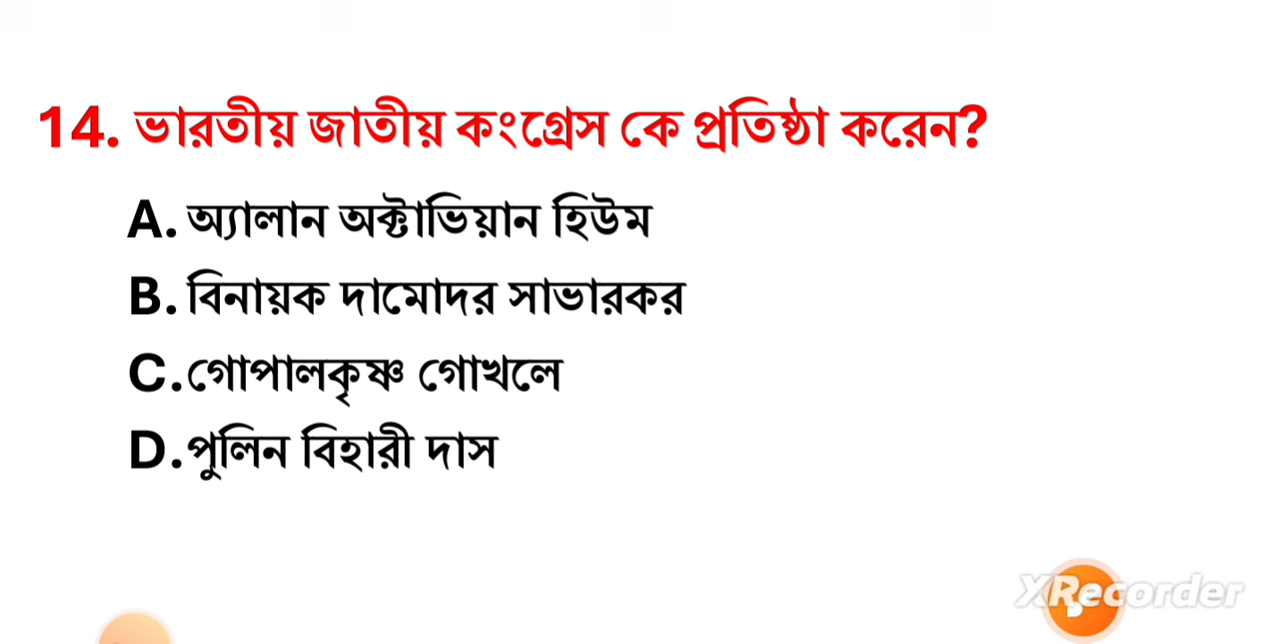 14. ভারতীয় জাতীয় কংগ্রেস কে প্রতিষ্ঠা করেন?
A. অ্যালান অক্টাভিয়ান হিউম
B. বিনায়ক দামোদর সাভারকর
C.গোপালকৃষ্ণ গোখলে
D.পুলিন বিহারী দাস
XRecorder